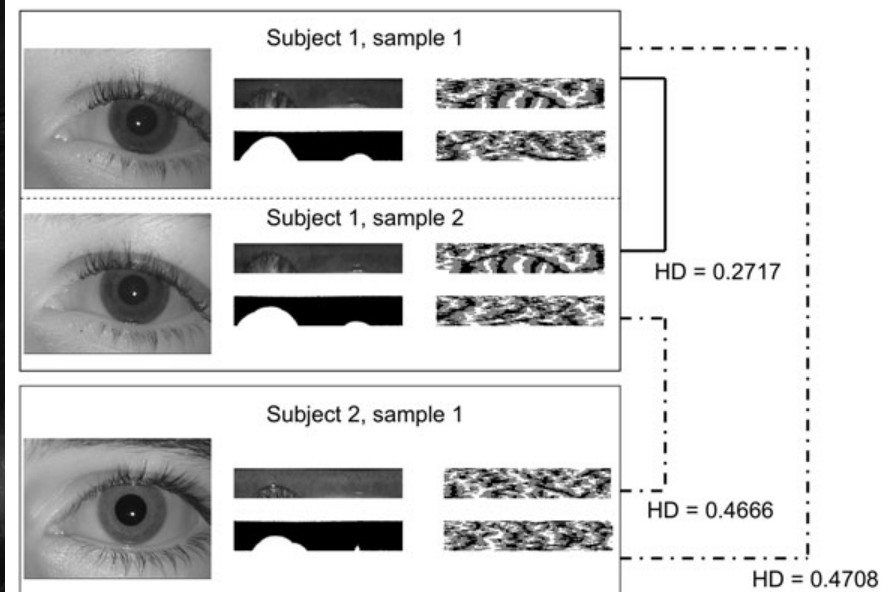 Subject 1, sample 1
Subject 1, sample 2
HD = 0.2717
Subject 2, sample 1
HD = 0.4666
HD = 0.4708